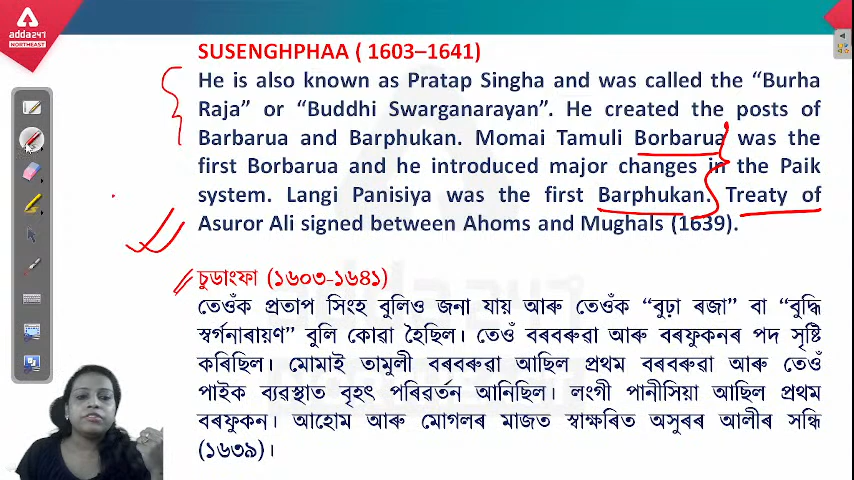 adda247
NORTHEAST
SUSENGHPHAA ( 1603–1641)
He is also known as Pratap Singha and was called the “Burha
Raja” or “Buddhi Swarganarayan”. He created the posts of
Barbarua and Barphukan. Momai Tamuli Borbarua was the
first Borbarua and he introduced major changes in the Paik
system. Langi Panisiya was the first Barphukan. Treaty of
Asuror Ali signed between Ahoms and Mughals (1639).
চুডাংফা (১৬০৩-১৬৪১)
তেওঁক প্ৰতাপ সিংহ বুলিও জনা যায় আৰু তেওঁক “বুঢ়া ৰজা” বা “বুদ্ধি
স্বৰ্গনাৰায়ণ” বুলি কোৱা হৈছিল। তেওঁ বৰবৰুৱা আৰু বৰফুকনৰ পদ সৃষ্টি
কৰিছিল। মোমাই তামুলী বৰবৰুৱা আছিল প্ৰথম বৰবৰুৱা আৰু তেওঁ
পাইক ব্যৱস্থাত বৃহৎ পৰিৱৰ্তন আনিছিল। লংগী পানীসিয়া আছিল প্ৰথম
বৰফুকন। আহোম আৰু মোগলৰ মাজত স্বাক্ষৰিত অসুৰৰ আলীৰ সন্ধি
(১৬৩৯)।